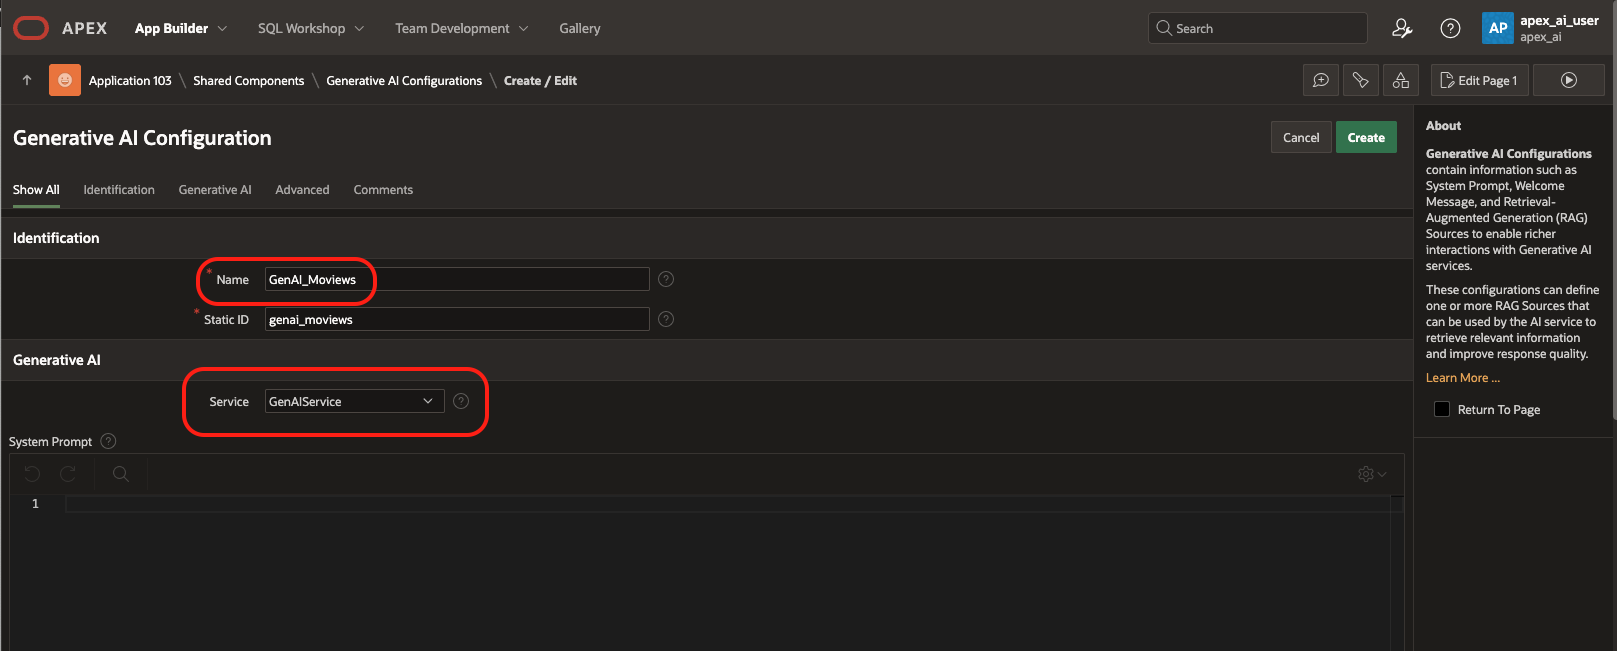 APEX App Builder SQL Workshop Team Development Gallery Search AP apex_ai_user
apex_ai
Application 103 \ Shared Components \ Generative AI Configurations \ Create / Edit Edit Page 1
Generative AI Configuration Cancel Create
Show All Identification Generative AI Advanced Comments
Identification
* Name GenAI_Moviews ?
* Static ID genai_moviews ?
Generative AI
Service GenAIService ?
System Prompt ?
1
About
Generative AI Configurations
contain information such as
System Prompt, Welcome
Message, and Retrieval-
Augmented Generation (RAG)
Sources to enable richer
interactions with Generative AI
services.
These configurations can define
one or more RAG Sources that
can be used by the AI service to
retrieve relevant information
and improve response quality.
Learn More ...
Return To Page